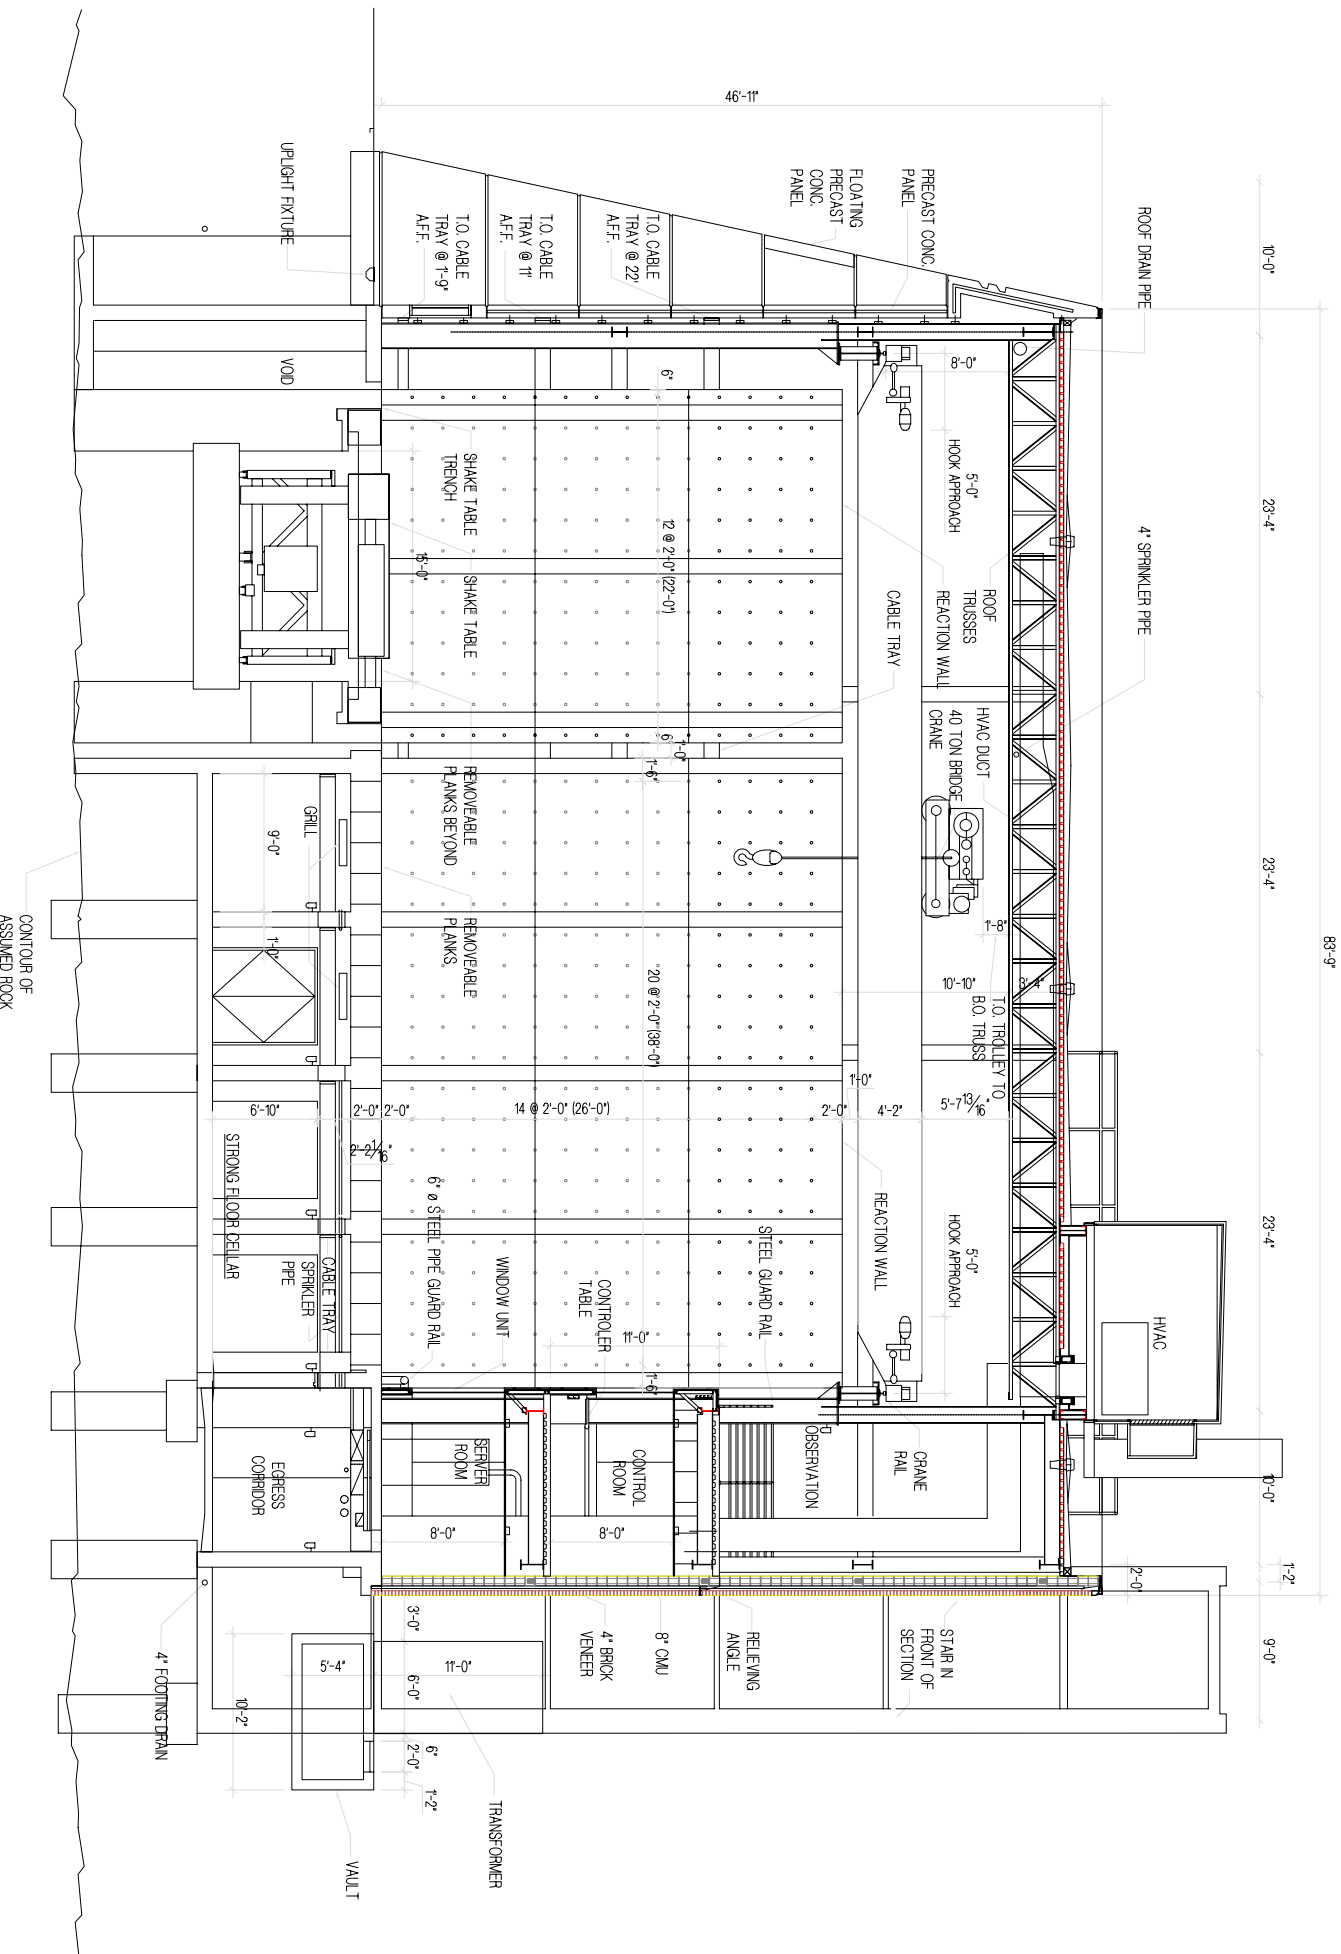 83'-9"
10'-0"
23'-4"
23'-4"
23'-4"
10'-0"
1'-2"
9'-0"
ROOF DRAIN PIPE
4" SPRINKLER PIPE
HVAC
2'-0"
46'-11"
PRECAST CONC.
PANEL
FLOATING
PRECAST
CONC.
PANEL
8'-0"
5'-0"
HOOK APPROACH
ROOF
TRUSSES
REACTION WALL
CABLE TRAY
HVAC DUCT
40 TON BRIDGE
CRANE
1'-8"
10'-10"
3'-4"
T.O. TROLLEY TO
B.O. TRUSS
5'-7 13/16"
4'-2"
1'-0"
2'-0"
5'-0"
HOOK APPROACH
REACTION WALL
CRANE
RAIL
OBSERVATION
STAIR IN
FRONT OF
SECTION
T.O. CABLE
TRAY @ 22'
A.F.F.
T.O. CABLE
TRAY @ 11'
A.F.F.
T.O. CABLE
TRAY @ 1'-9"
A.F.F.
6"
12 @ 2'-0" (22'-0")
6"
1'-0"
1'-6"
20 @ 2'-0" (38'-0")
14 @ 2'-0" (26'-0")
1'-6"
11'-0"
STEEL GUARD RAIL
CONTROLER
TABLE
WINDOW UNIT
6" ø STEEL PIPE GUARD RAIL
CONTROL
ROOM
SERVER
ROOM
8'-0"
8'-0"
RELIEVING
ANGLE
8" CMU
4" BRICK
VENEER
SHAKE TABLE
TRENCH
SHAKE TABLE
15'-0"
REMOVEABLE
PLANKS BEYOND
REMOVEABLE
PLANKS
2'-0"
2'-0"
2'-2 1/16"
6'-10"
UPLIGHT FIXTURE
VOID
GRILL
9'-0"
1'-0"
STRONG FLOOR CELLAR
CABLE TRAY
SPRIKLER
PIPE
EGRESS
CORRIDOR
3'-0"
6'-0"
11'-0"
5'-4"
10'-2"
6"
2'-0"
1'-2"
4" FOOTING DRAIN
TRANSFORMER
VAULT
CONTOUR OF
ASSUMED ROCK